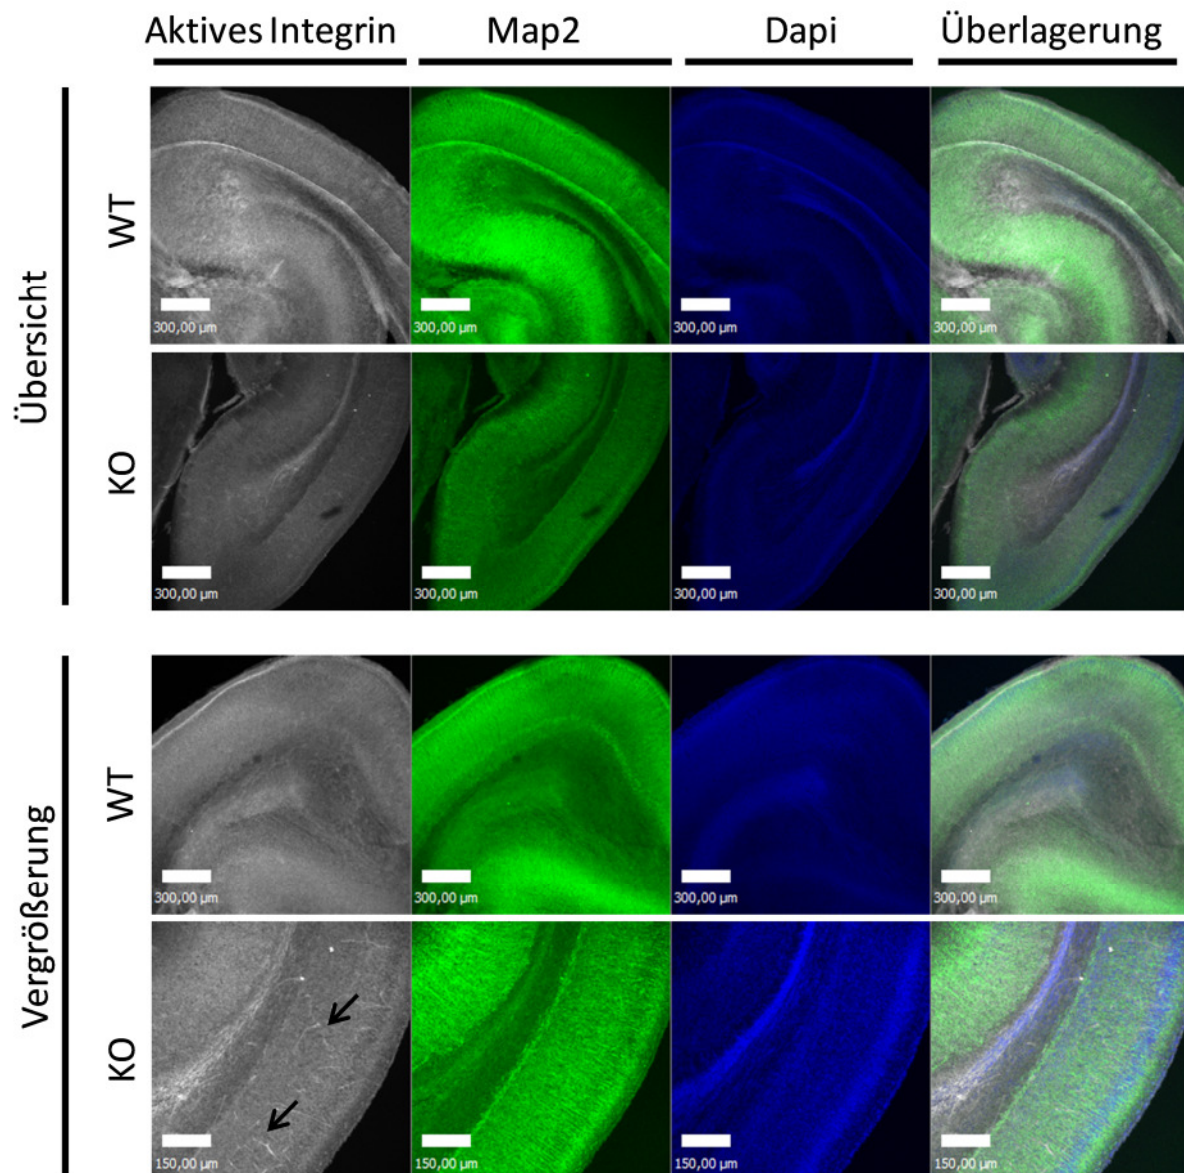 Aktives Integrin Map2 Dapi Überlagerung
Übersicht
WT
300,00 µm 300,00 µm 300,00 µm 300,00 µm
KO
300,00 µm 300,00 µm 300,00 µm 300,00 µm
Vergrößerung
WT
300,00 µm 300,00 µm 300,00 µm 300,00 µm
KO
150,00 µm 150,00 µm 150,00 µm 150,00 µm